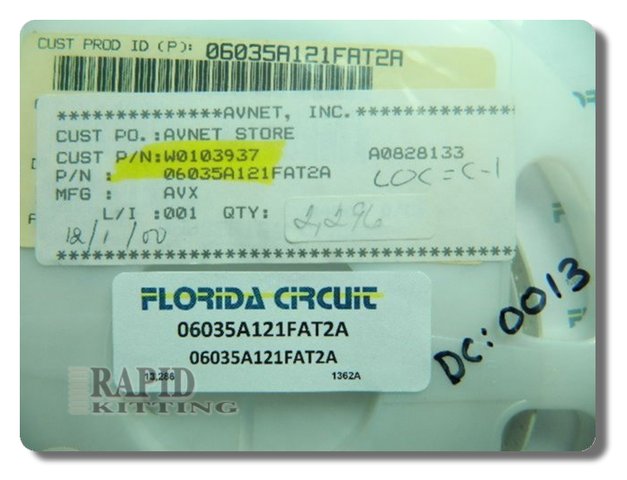 CUST PROD ID (P): 06035A121FAT2A
**************AVNET, INC.**************
CUST PO.:AVNET STORE
CUST P/N:W0103937 A0828133
P/N : 06035A121FAT2A LOC=C-1
MFG : AVX
L/I :001 QTY: 2,296
12/1/00
FLORIDA CIRCUIT
06035A121FAT2A
06035A121FAT2A
13,286 1362A
DC:0013
RAPID
KITTING